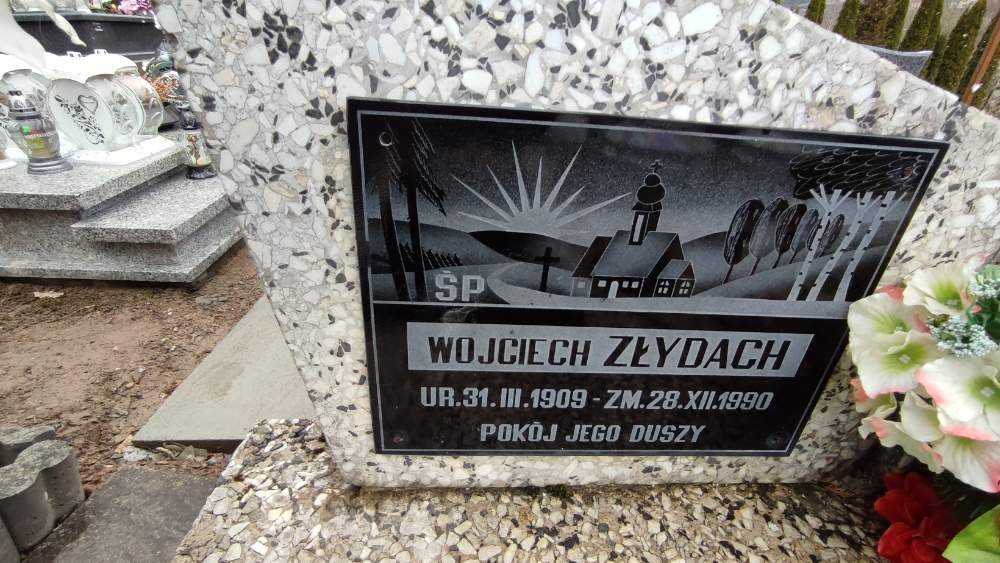 ŚP
WOJCIECH ZŁYDACH
UR.31.III.1909 - ZM.28.XII.1990
POKÓJ JEGO DUSZY